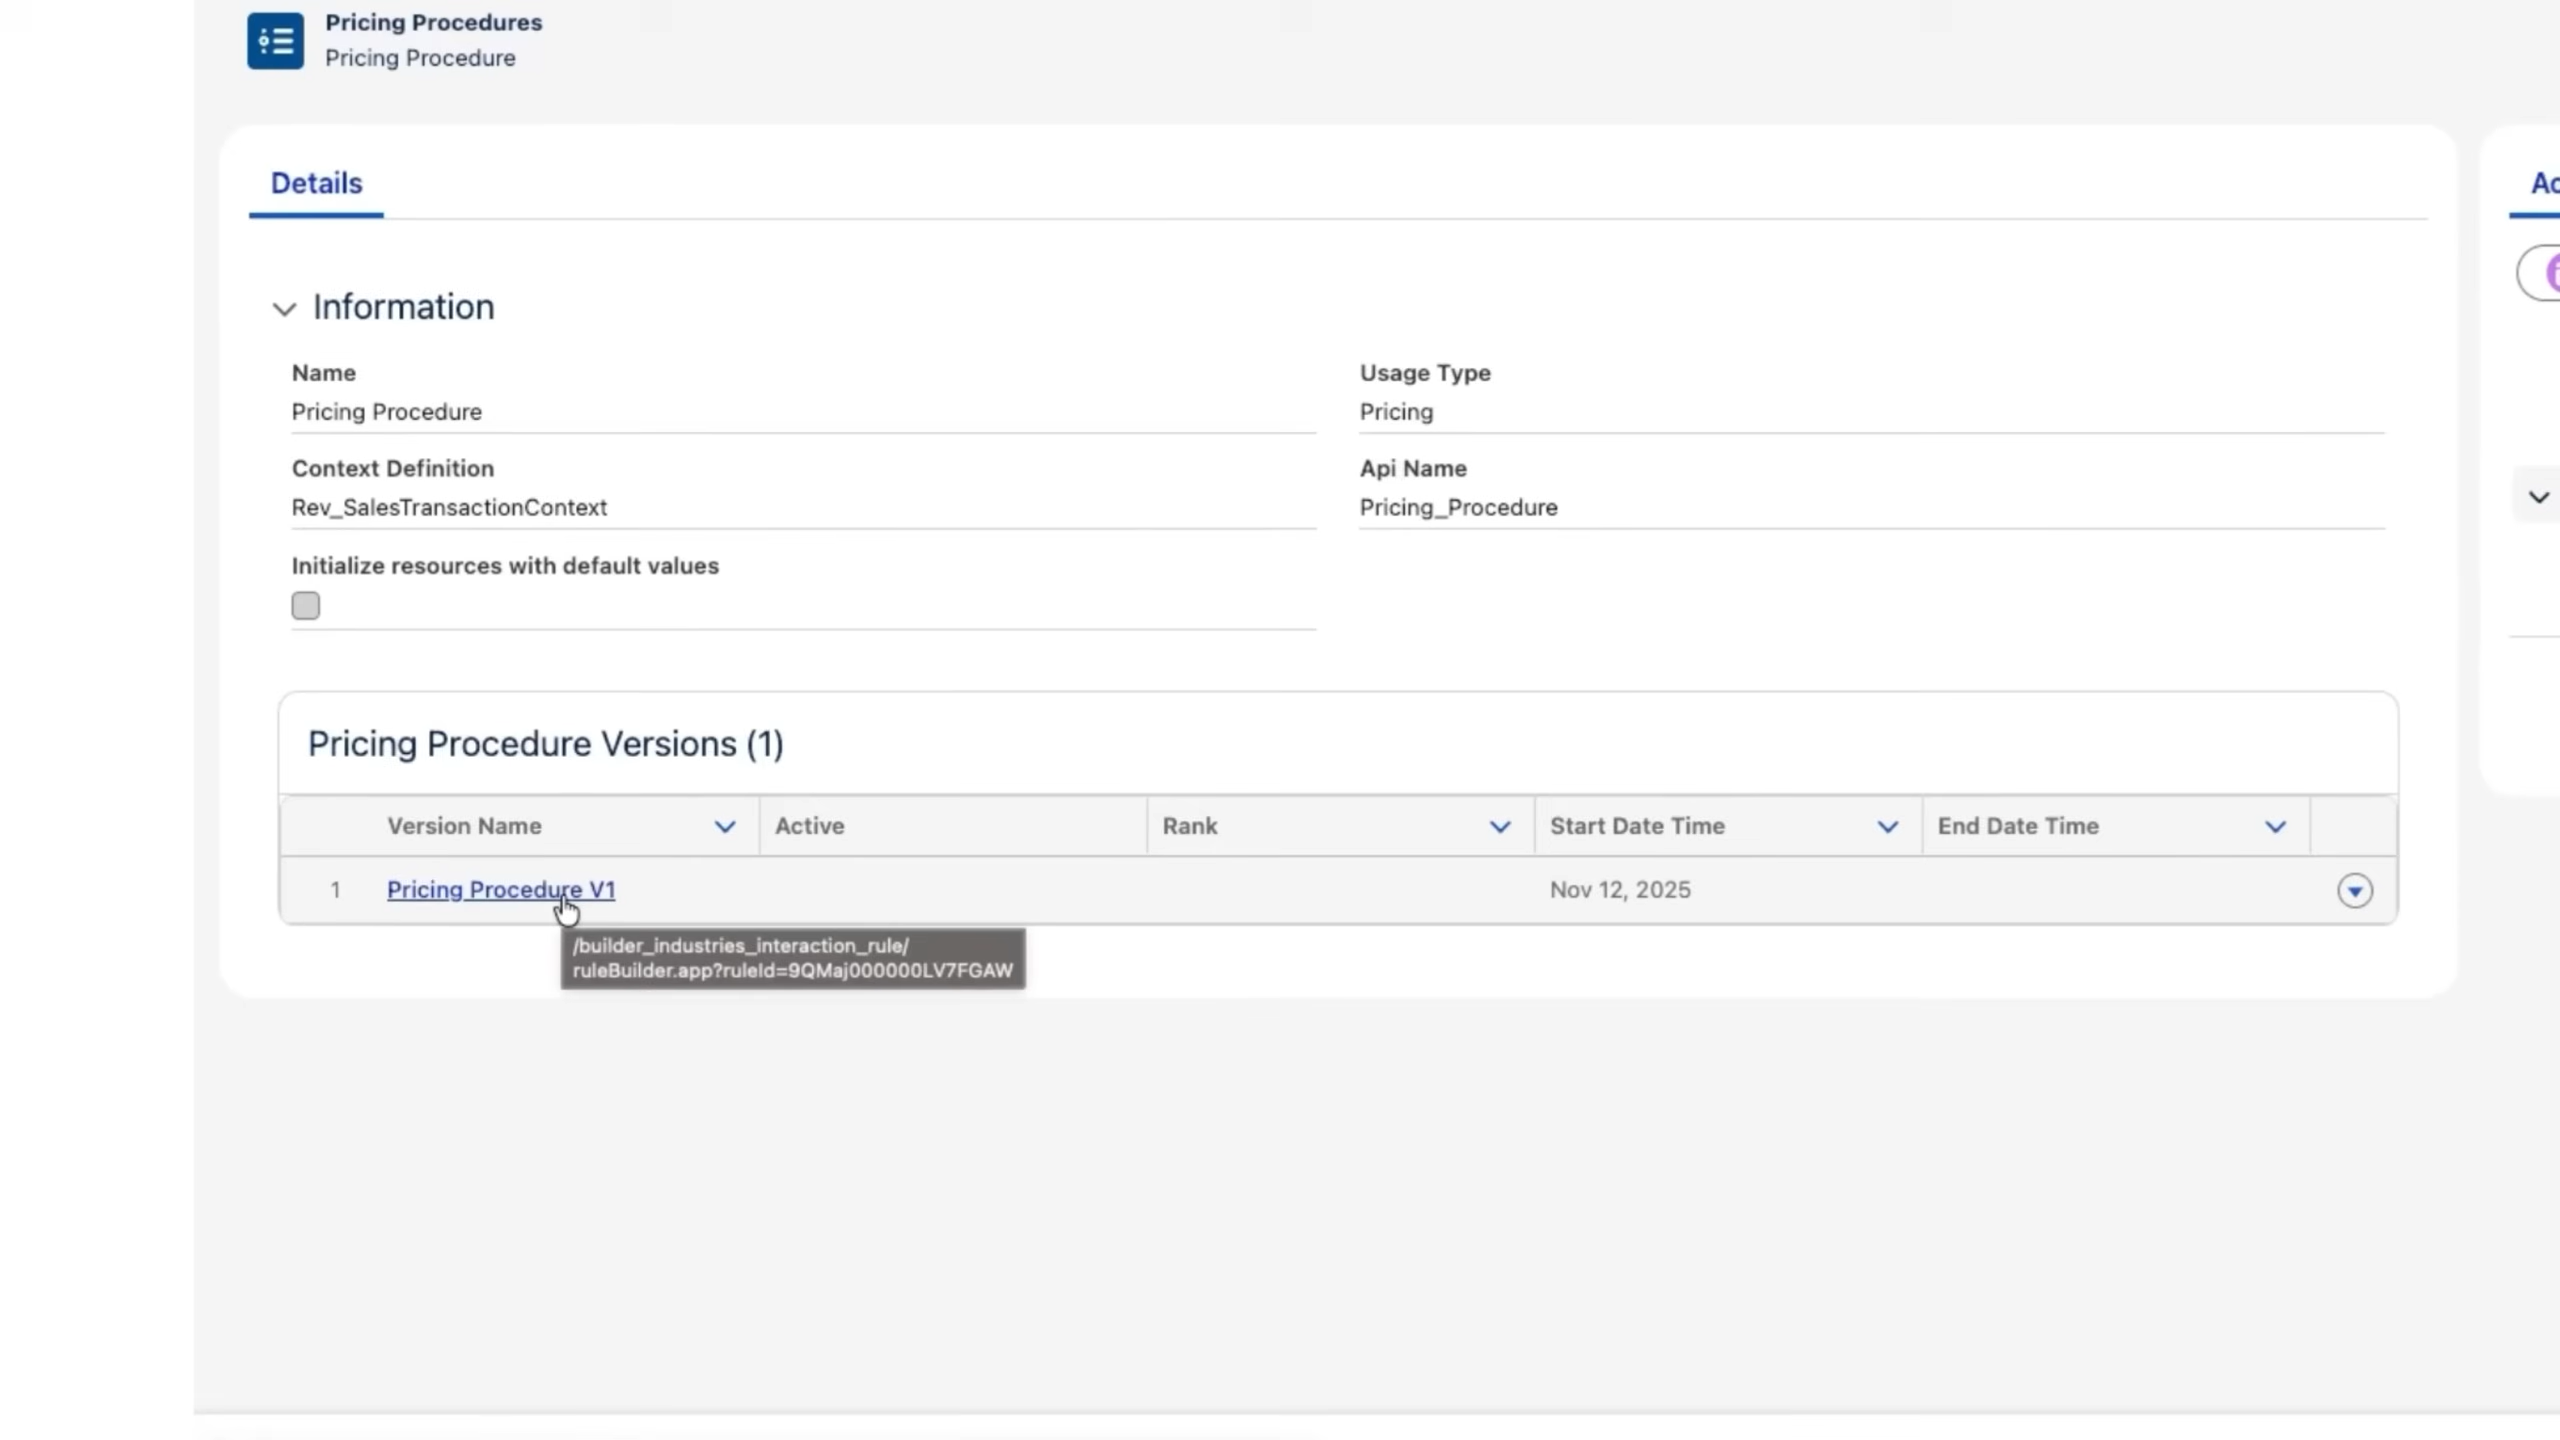 Pricing Procedures
Pricing Procedure
Details
Information
Name
Pricing Procedure
Usage Type
Pricing
Context Definition
Rev_SalesTransactionContext
Api Name
Pricing_Procedure
Initialize resources with default values
Pricing Procedure Versions (1)
Version Name Active Rank Start Date Time End Date Time
1 Pricing Procedure V1 Nov 12, 2025
/builder_industries_interaction_rule/
ruleBuilder.app?ruleId=9QMaj000000LV7FGAW